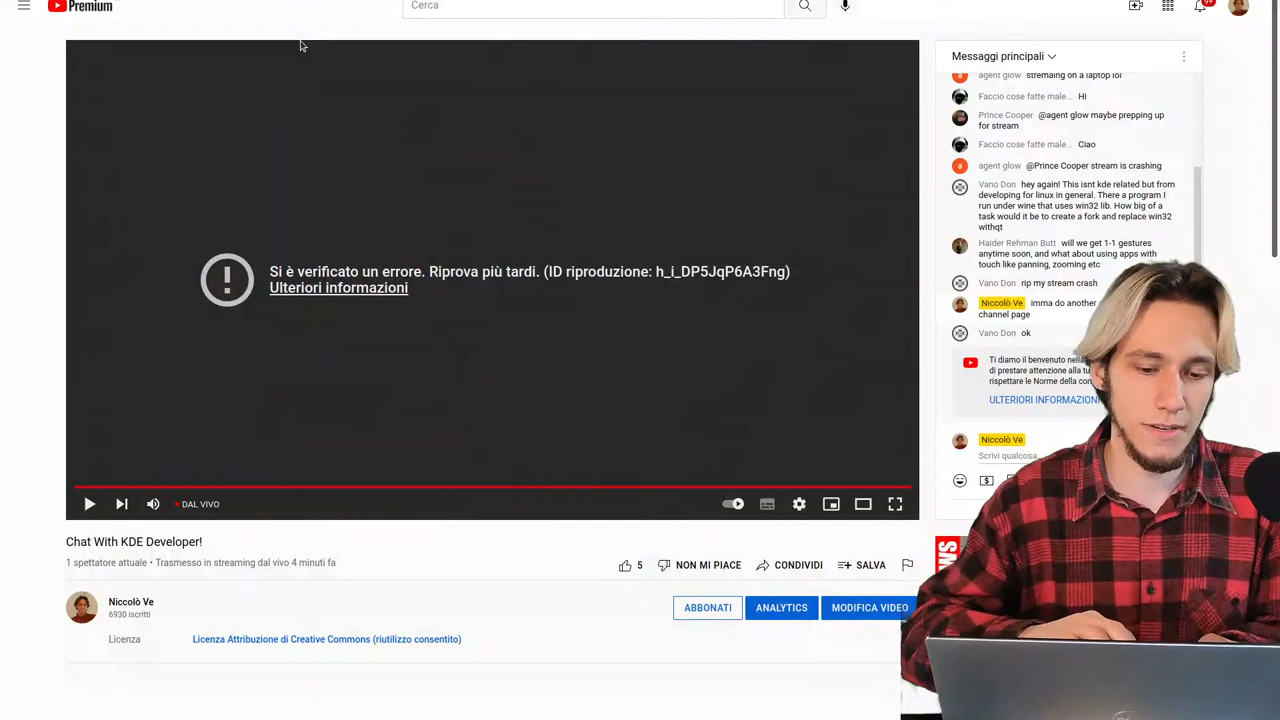 Premium
Cerca
9+
Messaggi principali
agent glow stremaing on a laptop lol
Faccio cose fatte male... Hi
Prince Cooper @agent glow maybe prepping up
for stream
Faccio cose fatte male... Ciao
a agent glow @Prince Cooper stream is crashing
Vano Don hey again! This isnt kde related but from
developing for linux in general. There a program I
run under wine that uses win32 lib. How big of a
task would it be to create a fork and replace win32
withqt
Haider Rehman Butt will we get 1-1 gestures
anytime soon, and what about using apps with
touch like panning, zooming etc
Vano Don rip my stream crash
Niccolò Ve imma do another
channel page
Vano Don ok
Ti diamo il benvenuto nella
di prestare attenzione alla tu
rispettare le Norme della con
ULTERIORI INFORMAZIONI
Niccolò Ve
Scrivi qualcosa
Si è verificato un errore. Riprova più tardi. (ID riproduzione: h_i_DP5JqP6A3Fng)
Ulteriori informazioni
DAL VIVO
Chat With KDE Developer!
1 spettatore attuale • Trasmesso in streaming dal vivo 4 minuti fa
5 NON MI PIACE CONDIVIDI SALVA
Niccolò Ve
6930 iscritti
ABBONATI ANALYTICS MODIFICA VIDEO
Licenza Licenza Attribuzione di Creative Commons (riutilizzo consentito)